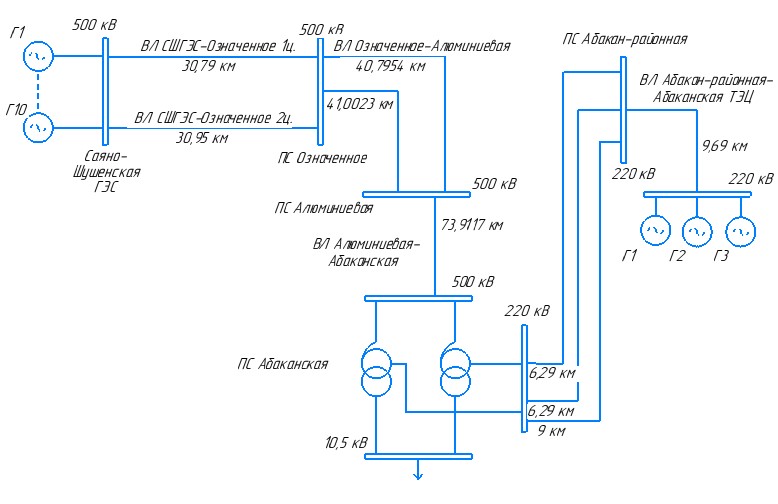 Г1
500 кВ
ВЛ СШГЭС-Означенное 1ц.
30,79 км
500 кВ
ВЛ Означенное-Алюминиевая
40,7954 км
ПС Абакан-районная
ВЛ Абакан-районная-
Абаканская ТЭЦ
Г10
ВЛ СШГЭС-Означенное 2ц.
30,95 км
41,0023 км
9,69 км
Саяно-
Шушенская
ГЭС
ПС Означенное
220 кВ
220 кВ
500 кВ
ПС Алюминиевая
73,9117 км
ВЛ Алюминиевая-
Абаканская
Г1
Г2
Г3
500 кВ
220 кВ
ПС Абаканская
6,29 км
6,29 км
9 км
10,5 кВ